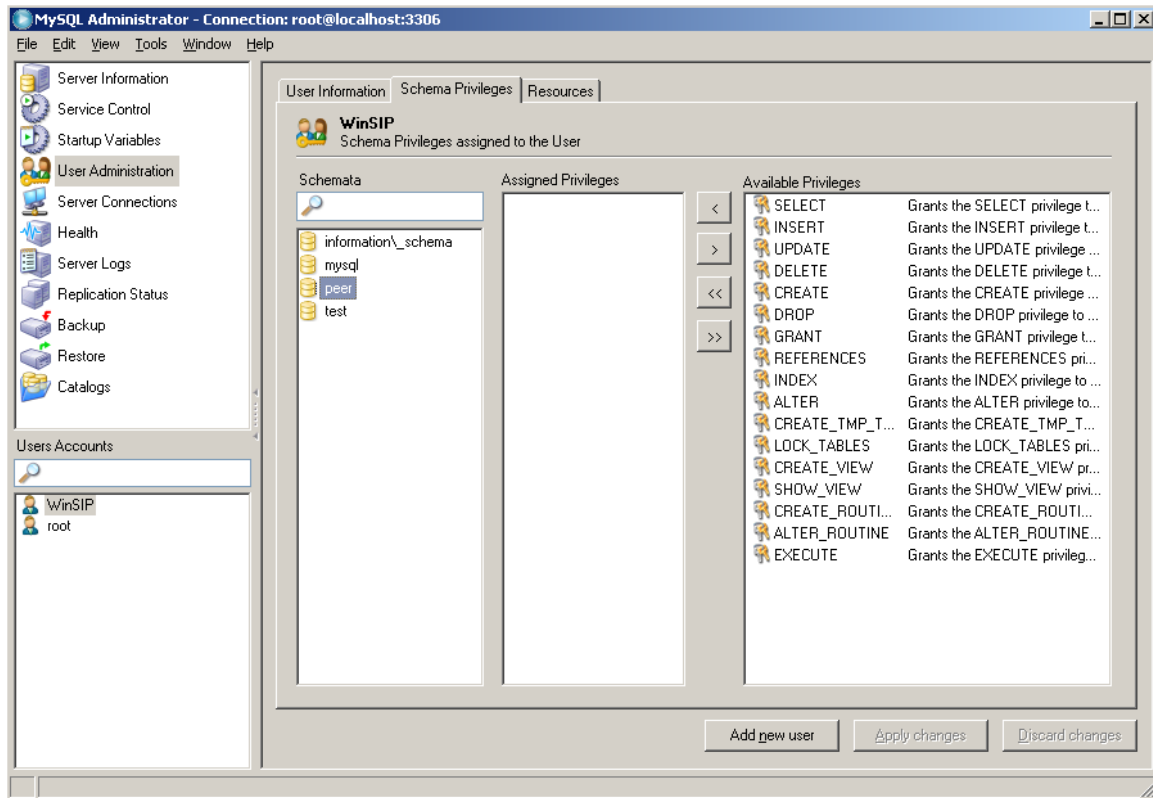 MySQL Administrator - Connection: root@localhost:3306
File Edit View Tools Window Help
Server Information
Service Control
Startup Variables
User Administration
Server Connections
Health
Server Logs
Replication Status
Backup
Restore
Catalogs
Users Accounts
WinSIP
root
User Information Schema Privileges Resources
WinSIP
Schema Privileges assigned to the User
Schemata
information\_schema
mysql
peer
test
Assigned Privileges
<
>
<<
>>
Available Privileges
SELECT Grants the SELECT privilege t...
INSERT Grants the INSERT privilege t...
UPDATE Grants the UPDATE privilege ...
DELETE Grants the DELETE privilege t...
CREATE Grants the CREATE privilege ...
DROP Grants the DROP privilege to ...
GRANT Grants the GRANT privilege t...
REFERENCES Grants the REFERENCES pri...
INDEX Grants the INDEX privilege to ...
ALTER Grants the ALTER privilege to...
CREATE_TMP_T... Grants the CREATE_TMP_T...
LOCK_TABLES Grants the LOCK_TABLES pri...
CREATE_VIEW Grants the CREATE_VIEW pr...
SHOW_VIEW Grants the SHOW_VIEW privi...
CREATE_ROUTI... Grants the CREATE_ROUTI...
ALTER_ROUTINE Grants the ALTER_ROUTINE...
EXECUTE Grants the EXECUTE privileg...
Add new user Apply changes Discard changes